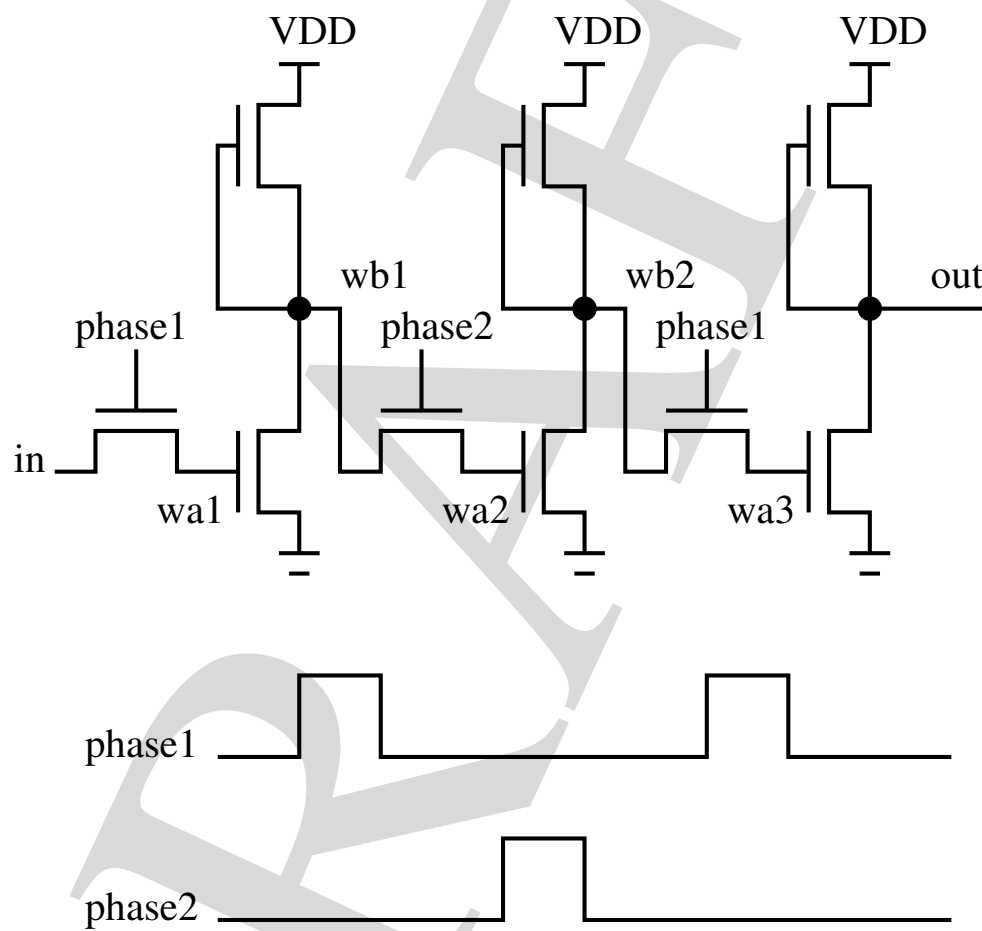 VDD VDD VDD
wb1 wb2 out
phase1 phase2 phase1
in
wa1 wa2 wa3
phase1
phase2